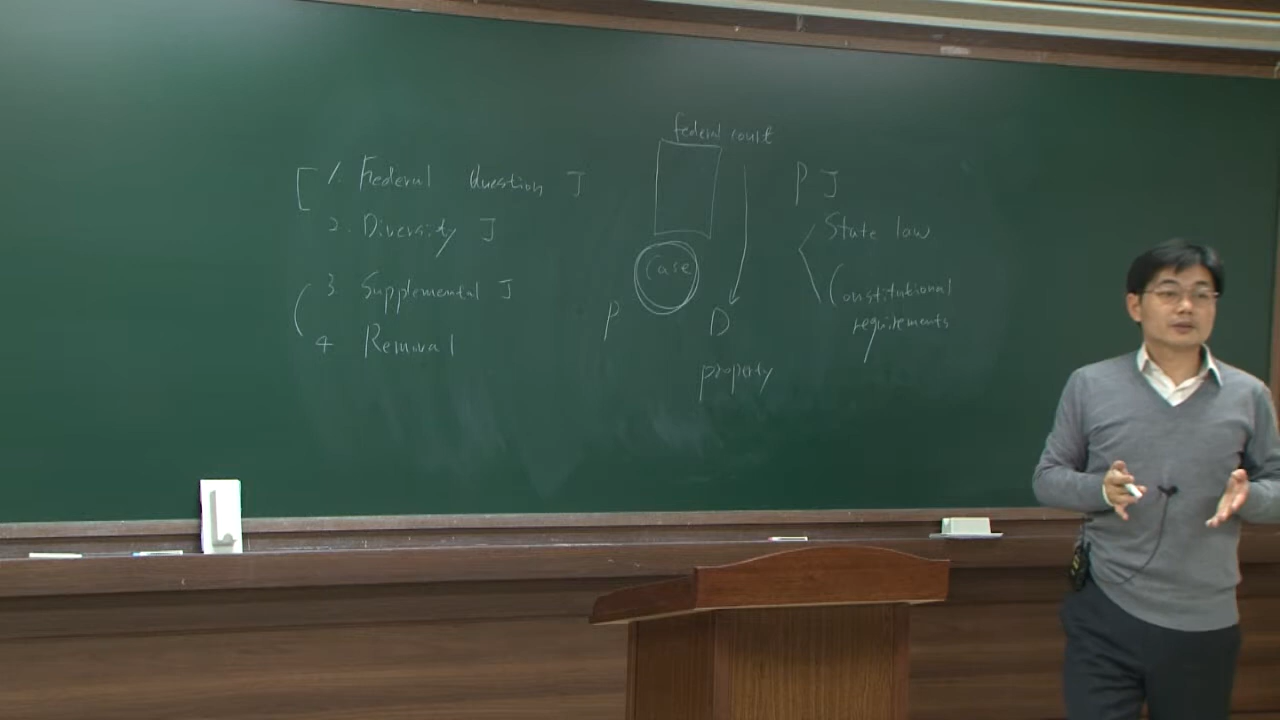 1. Federal Question J
2. Diversity J
3. Supplemental J
4 Removal
federal court
case
P
D
property
P J
State law
Constitutional
requirements